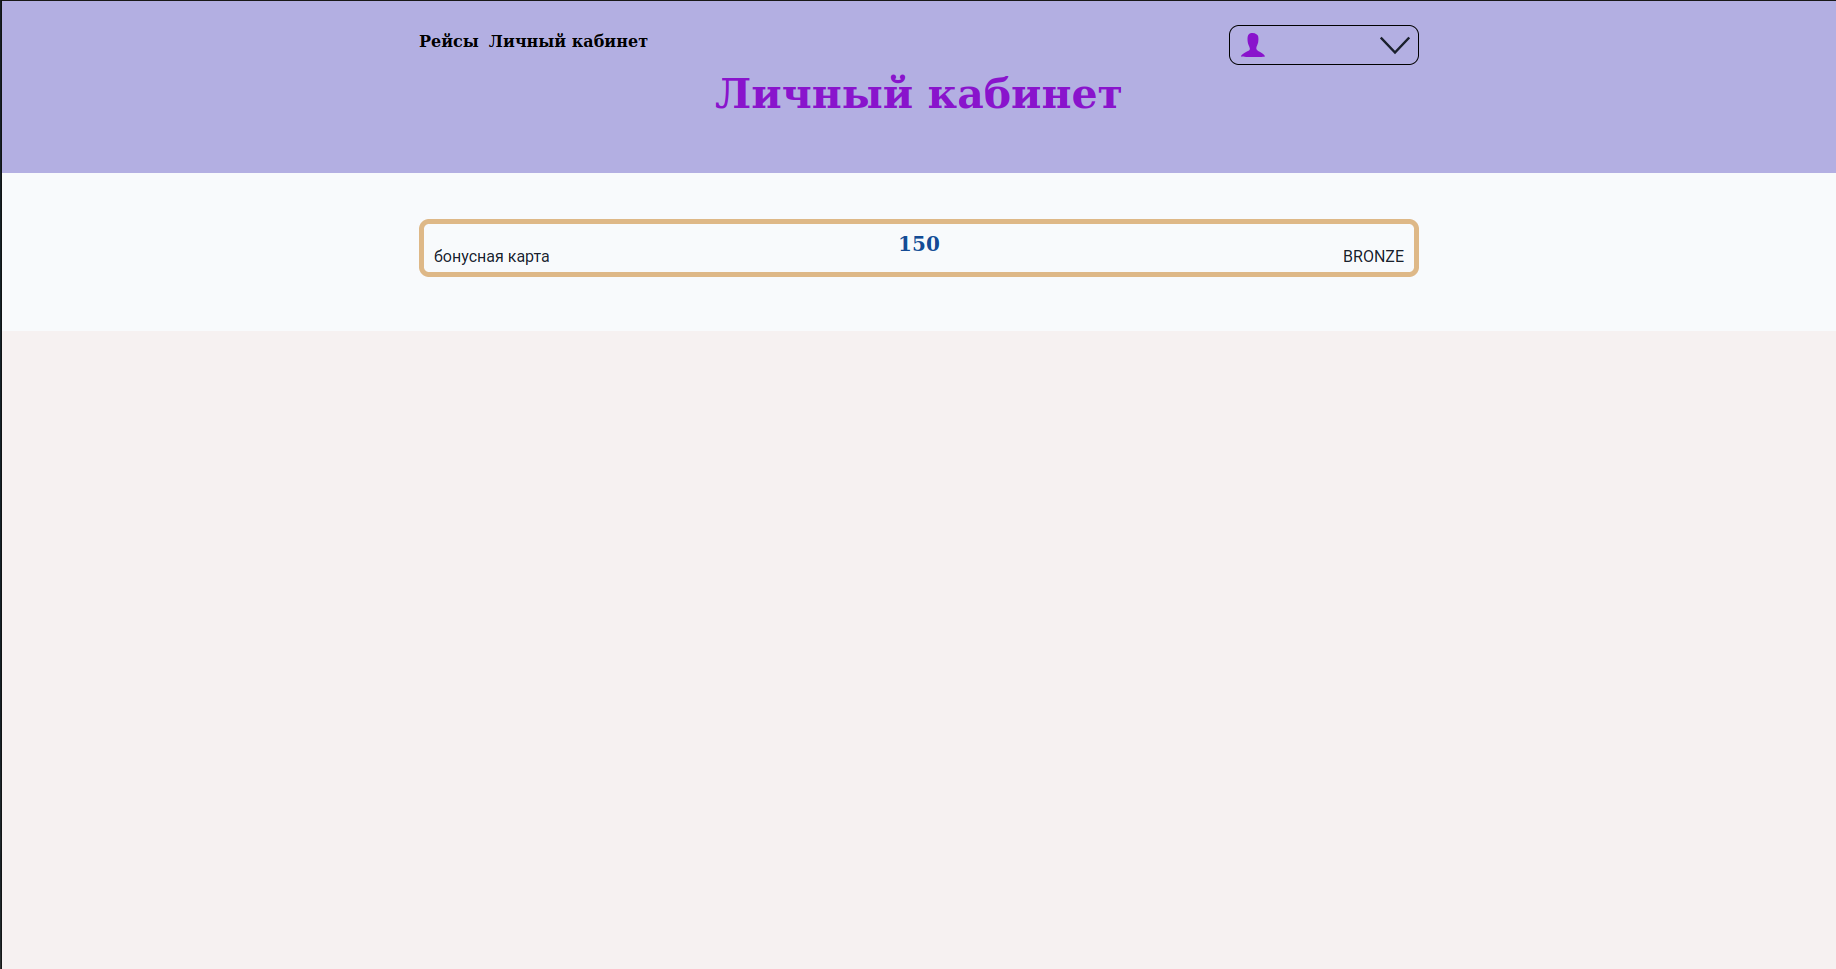 Рейсы Личный кабинет
Личный кабинет
150
бонусная карта BRONZE